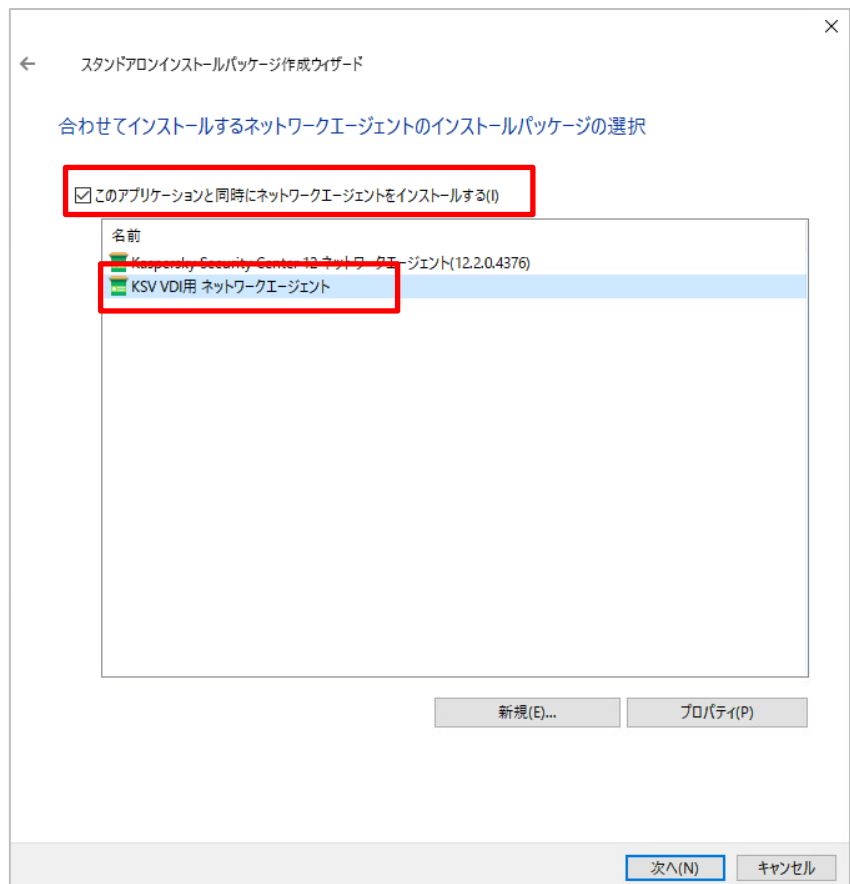 スタンドアロンインストールパッケージ作成ウィザード
合わせてインストールするネットワークエージェントのインストールパッケージの選択
このアプリケーションと同時にネットワークエージェントをインストールする(I)
名前
Kaspersky Security Center 12 ネットワークエージェント(12.2.0.4376)
KSV VDI用 ネットワークエージェント
新規(E)... プロパティ(P)
次へ(N) キャンセル